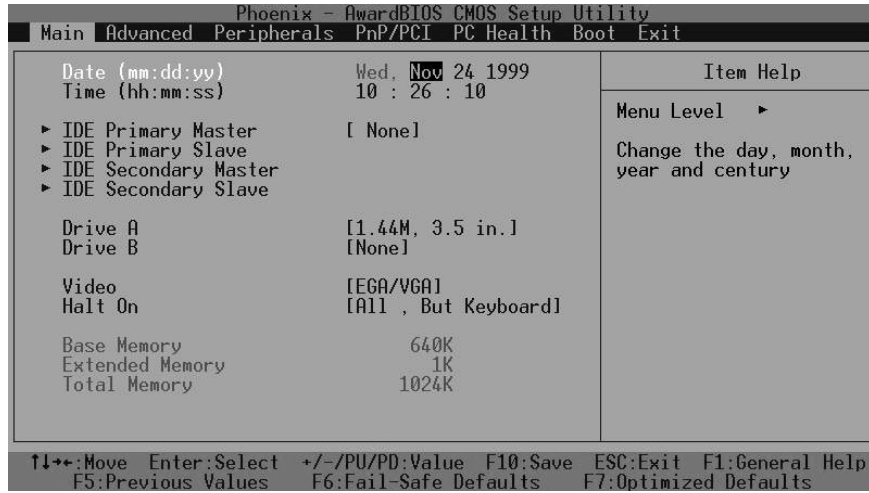 Phoenix - AwardBIOS CMOS Setup Utility
Main Advanced Peripherals PnP/PCI PC Health Boot Exit
Date (mm:dd:yy) Wed, Nov 24 1999
Time (hh:mm:ss) 10 : 26 : 10
► IDE Primary Master [ None]
► IDE Primary Slave
► IDE Secondary Master
► IDE Secondary Slave
Drive A [1.44M, 3.5 in.]
Drive B [None]
Video [EGA/VGA]
Halt On [All , But Keyboard]
Base Memory 640K
Extended Memory 1K
Total Memory 1024K
Item Help
Menu Level ►
Change the day, month,
year and century
↑↓→←:Move Enter:Select +/-/PU/PD:Value F10:Save ESC:Exit F1:General Help
F5:Previous Values F6:Fail-Safe Defaults F7:Optimized Defaults